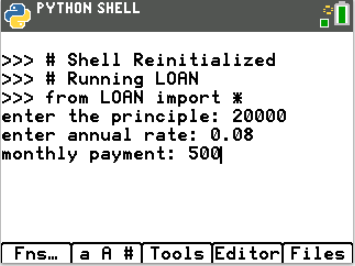 PYTHON SHELL
>>> # Shell Reinitialized
>>> # Running LOAN
>>> from LOAN import *
enter the principle: 20000
enter annual rate: 0.08
monthly payment: 500
Fns… a A # Tools Editor Files